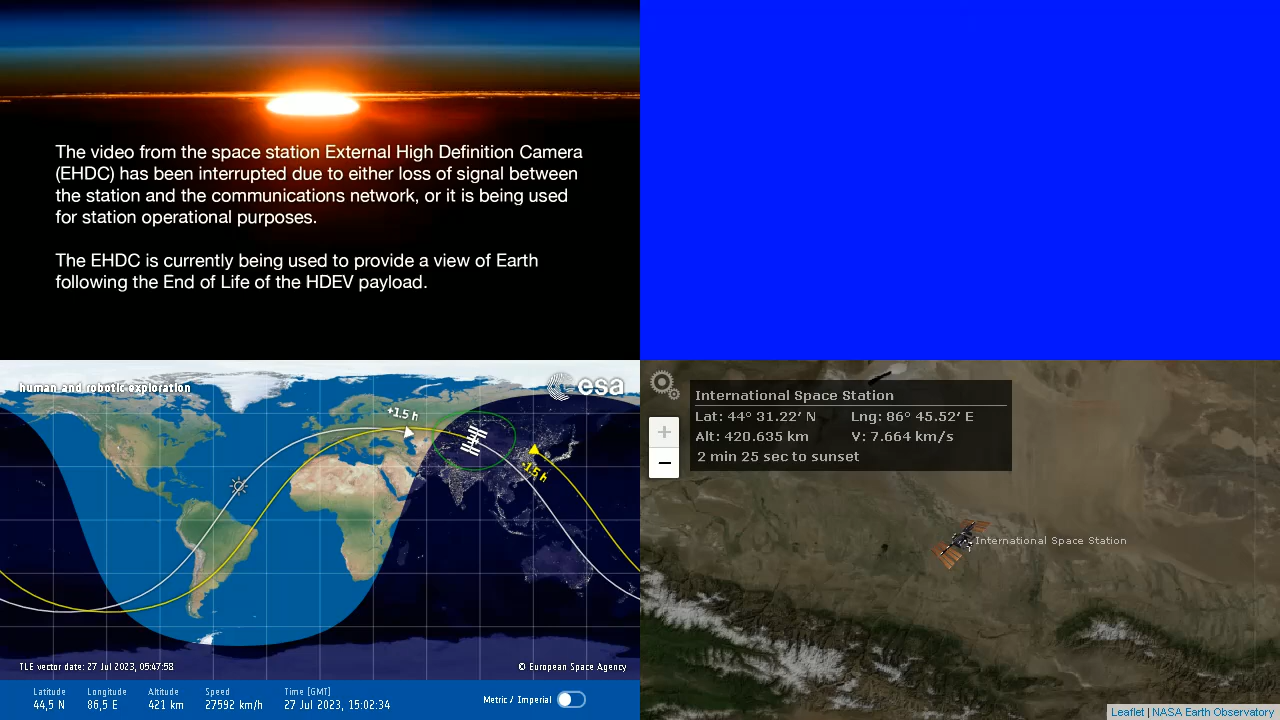 The video from the space station External High Definition Camera
(EHDC) has been interrupted due to either loss of signal between
the station and the communications network, or it is being used
for station operational purposes.
The EHDC is currently being used to provide a view of Earth
following the End of Life of the HDEV payload.
human and robotic exploration
esa
+1.5 h
-1.5 h
TLE vector date: 27 Jul 2023, 05:47:58
© European Space Agency
Latitude Longitude Altitude Speed Time [GMT]
44,5 N 86,5 E 421 km 27592 km/h 27 Jul 2023, 15:02:34
Metric / Imperial
International Space Station
Lat: 44° 31.22′ N Lng: 86° 45.52′ E
Alt: 420.635 km V: 7.664 km/s
2 min 25 sec to sunset
+
−
International Space Station
Leaflet | NASA Earth Observatory